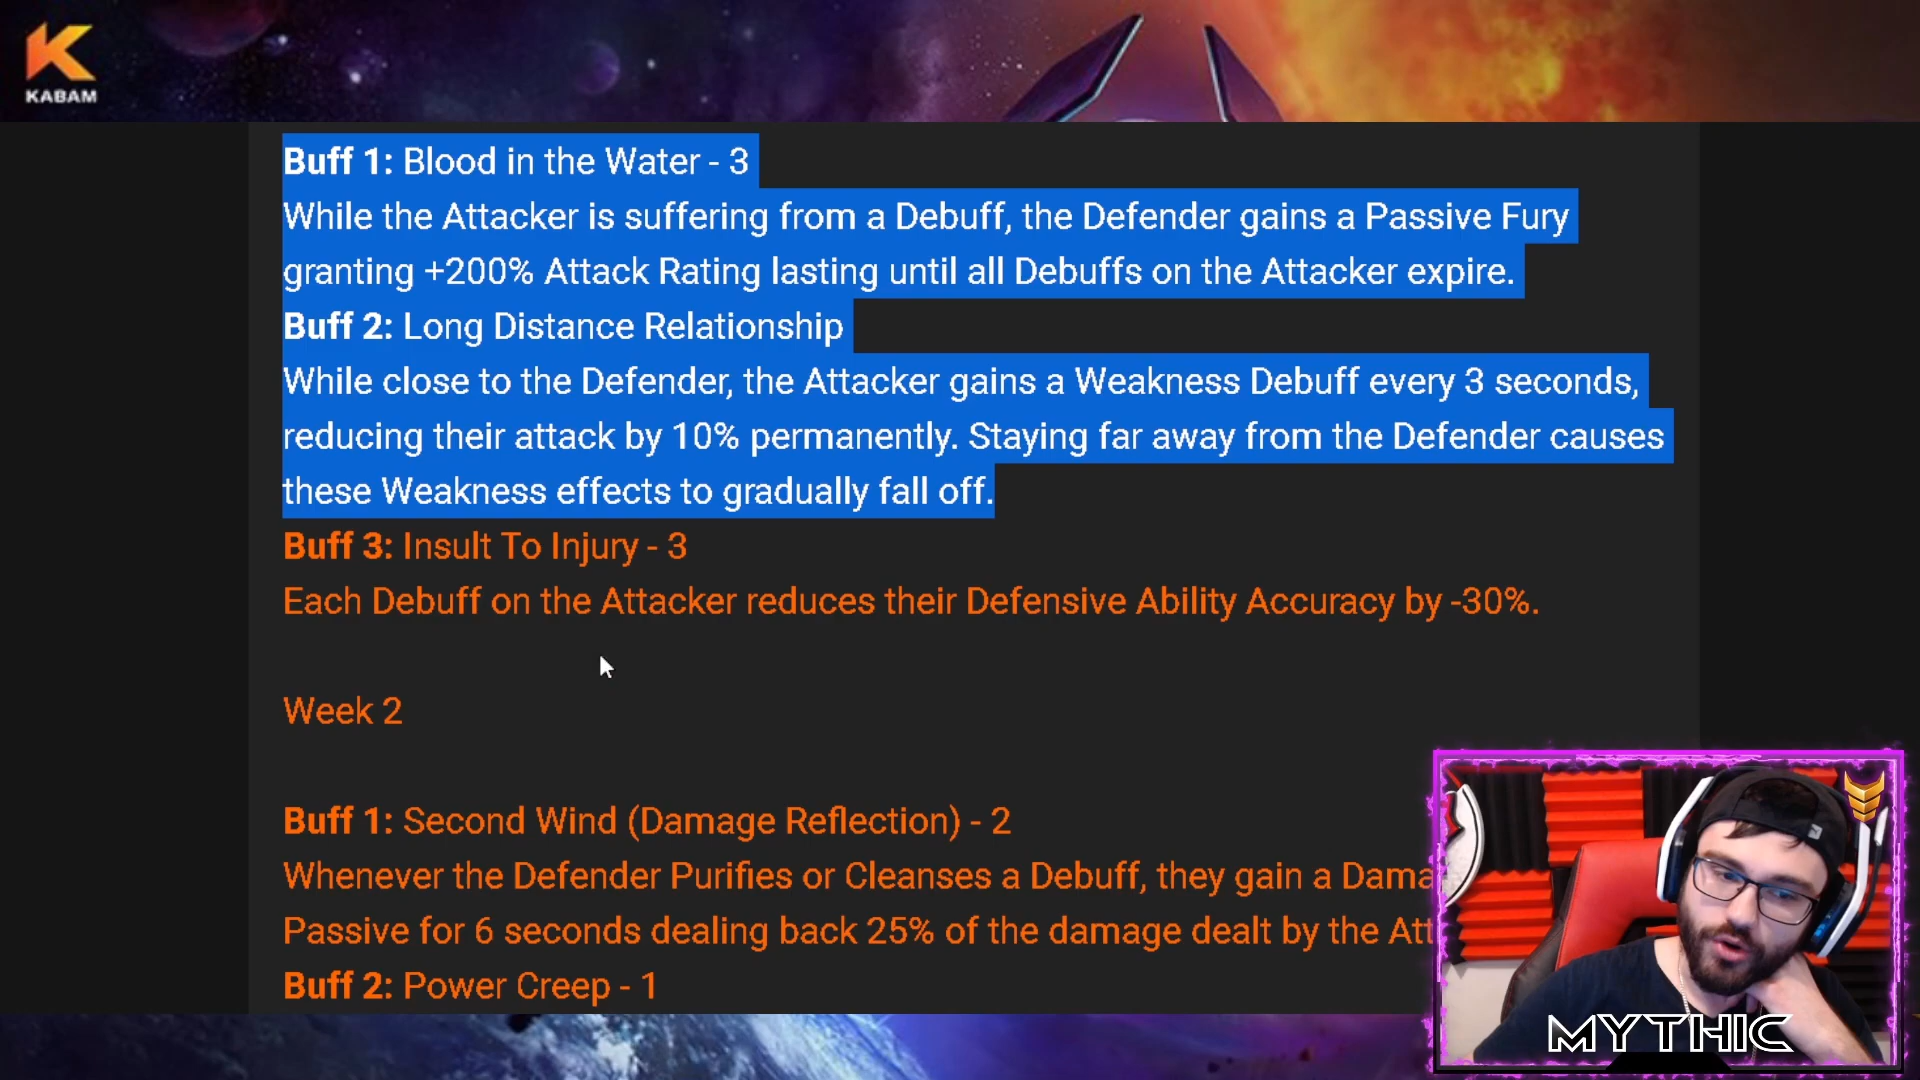 KABAM
Buff 1: Blood in the Water - 3
While the Attacker is suffering from a Debuff, the Defender gains a Passive Fury
granting +200% Attack Rating lasting until all Debuffs on the Attacker expire.
Buff 2: Long Distance Relationship
While close to the Defender, the Attacker gains a Weakness Debuff every 3 seconds,
reducing their attack by 10% permanently. Staying far away from the Defender causes
these Weakness effects to gradually fall off.
Buff 3: Insult To Injury - 3
Each Debuff on the Attacker reduces their Defensive Ability Accuracy by -30%.
Week 2
Buff 1: Second Wind (Damage Reflection) - 2
Whenever the Defender Purifies or Cleanses a Debuff, they gain a Dama
Passive for 6 seconds dealing back 25% of the damage dealt by the Att
Buff 2: Power Creep - 1
MYTHIC